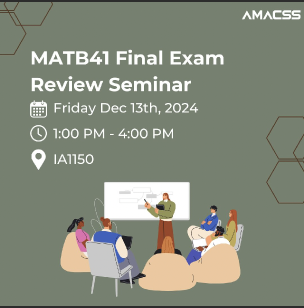 AMACSS
MATB41 Final Exam
Review Seminar
Friday Dec 13th, 2024
1:00 PM - 4:00 PM
IA1150